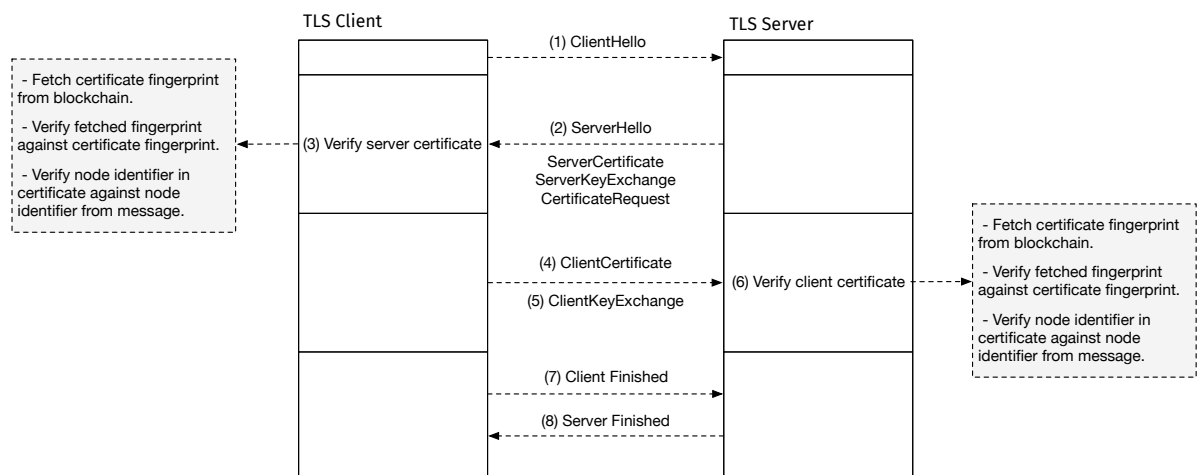 TLS Client
TLS Server
(1) ClientHello
- Fetch certificate fingerprint
from blockchain.
- Verify fetched fingerprint
against certificate fingerprint.
- Verify node identifier in
certificate against node
identifier from message.
(3) Verify server certificate
(2) ServerHello
ServerCertificate
ServerKeyExchange
CertificateRequest
(4) ClientCertificate
(5) ClientKeyExchange
(6) Verify client certificate
- Fetch certificate fingerprint
from blockchain.
- Verify fetched fingerprint
against certificate fingerprint.
- Verify node identifier in
certificate against node
identifier from message.
(7) Client Finished
(8) Server Finished